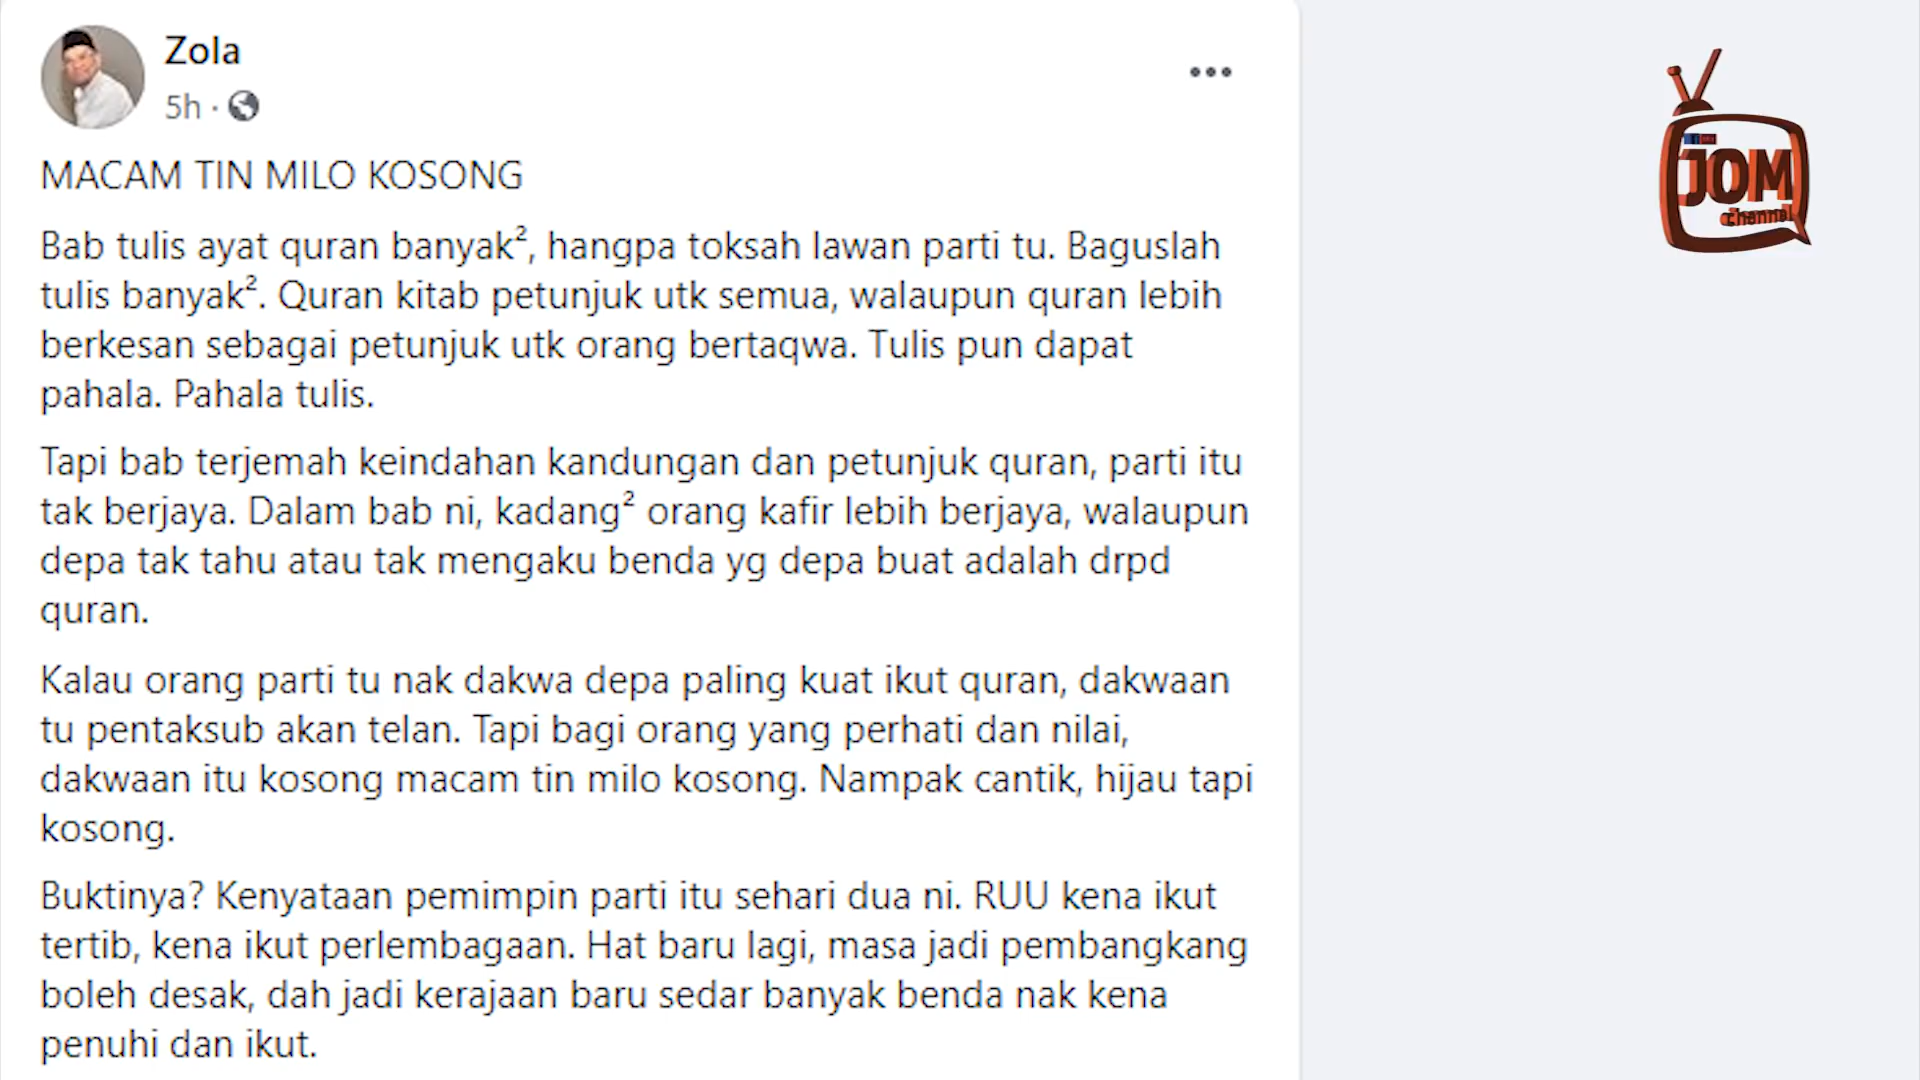 Zola
5h ·
MACAM TIN MILO KOSONG
Bab tulis ayat quran banyak², hangpa toksah lawan parti tu. Baguslah
tulis banyak². Quran kitab petunjuk utk semua, walaupun quran lebih
berkesan sebagai petunjuk utk orang bertaqwa. Tulis pun dapat
pahala. Pahala tulis.
Tapi bab terjemah keindahan kandungan dan petunjuk quran, parti itu
tak berjaya. Dalam bab ni, kadang² orang kafir lebih berjaya, walaupun
depa tak tahu atau tak mengaku benda yg depa buat adalah drpd
quran.
Kalau orang parti tu nak dakwa depa paling kuat ikut quran, dakwaan
tu pentaksub akan telan. Tapi bagi orang yang perhati dan nilai,
dakwaan itu kosong macam tin milo kosong. Nampak cantik, hijau tapi
kosong.
Buktinya? Kenyataan pemimpin parti itu sehari dua ni. RUU kena ikut
tertib, kena ikut perlembagaan. Hat baru lagi, masa jadi pembangkang
boleh desak, dah jadi kerajaan baru sedar banyak benda nak kena
penuhi dan ikut.
JOM
channel